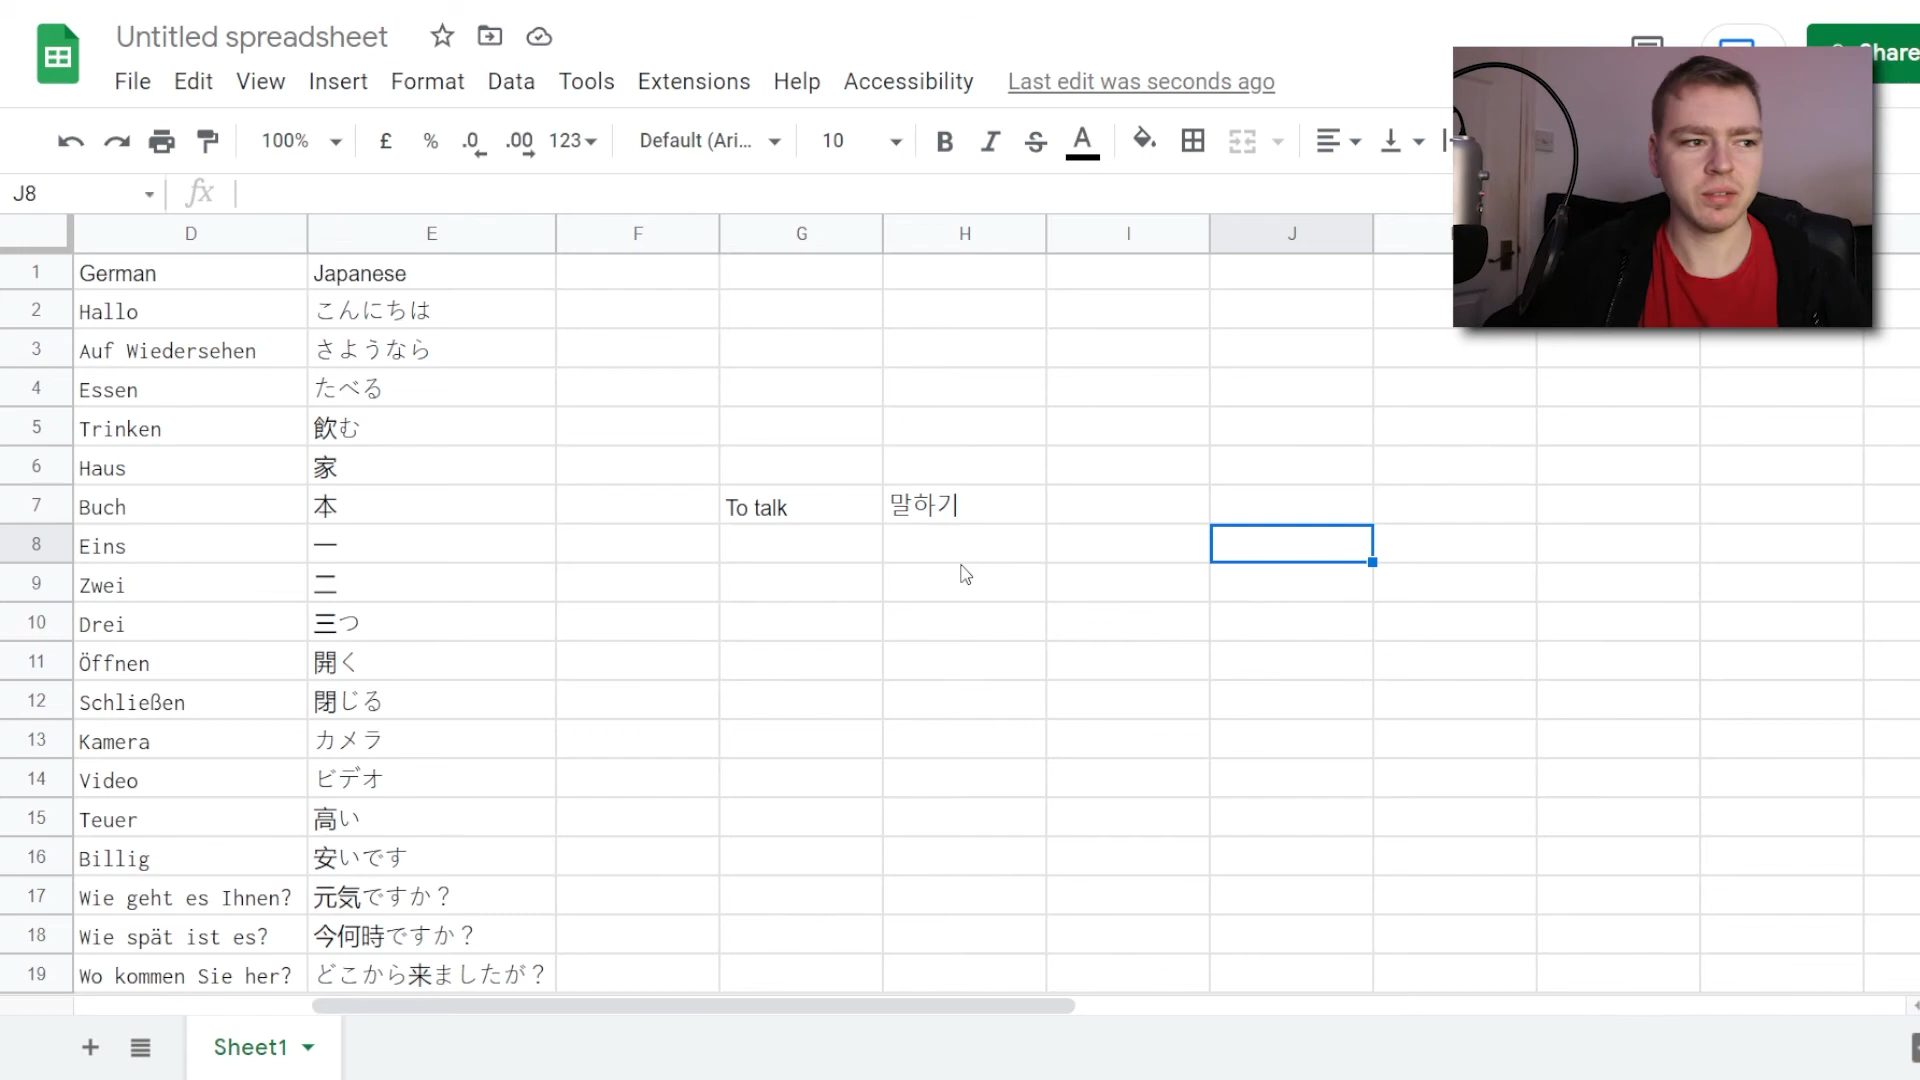 Untitled spreadsheet
File Edit View Insert Format Data Tools Extensions Help Accessibility Last edit was seconds ago
Share
100% £ % .0 .00 123 Default (Ari... 10 B I S A
J8 fx
D E F G H I J
1 German Japanese
2 Hallo こんにちは
3 Auf Wiedersehen さようなら
4 Essen たべる
5 Trinken 飲む
6 Haus 家
7 Buch 本 To talk 말하기
8 Eins 一
9 Zwei 二
10 Drei 三つ
11 Öffnen 開く
12 Schließen 閉じる
13 Kamera カメラ
14 Video ビデオ
15 Teuer 高い
16 Billig 安いです
17 Wie geht es Ihnen? 元気ですか？
18 Wie spät ist es? 今何時ですか？
19 Wo kommen Sie her? どこから来ましたが？
Sheet1